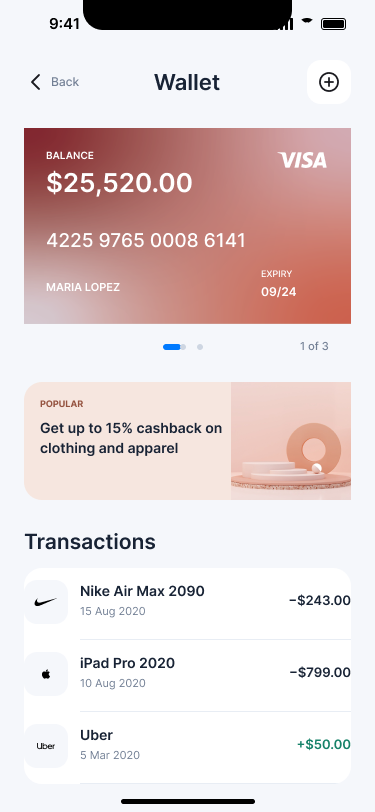 9:41
Back
Wallet
BALANCE
VISA
$25,520.00
4225 9765 0008 6141
EXPIRY
MARIA LOPEZ
09/24
1 of 3
POPULAR
Get up to 15% cashback on
clothing and apparel
Transactions
Nike Air Max 2090
15 Aug 2020
−$243.00
iPad Pro 2020
10 Aug 2020
−$799.00
Uber
Uber
5 Mar 2020
+$50.00